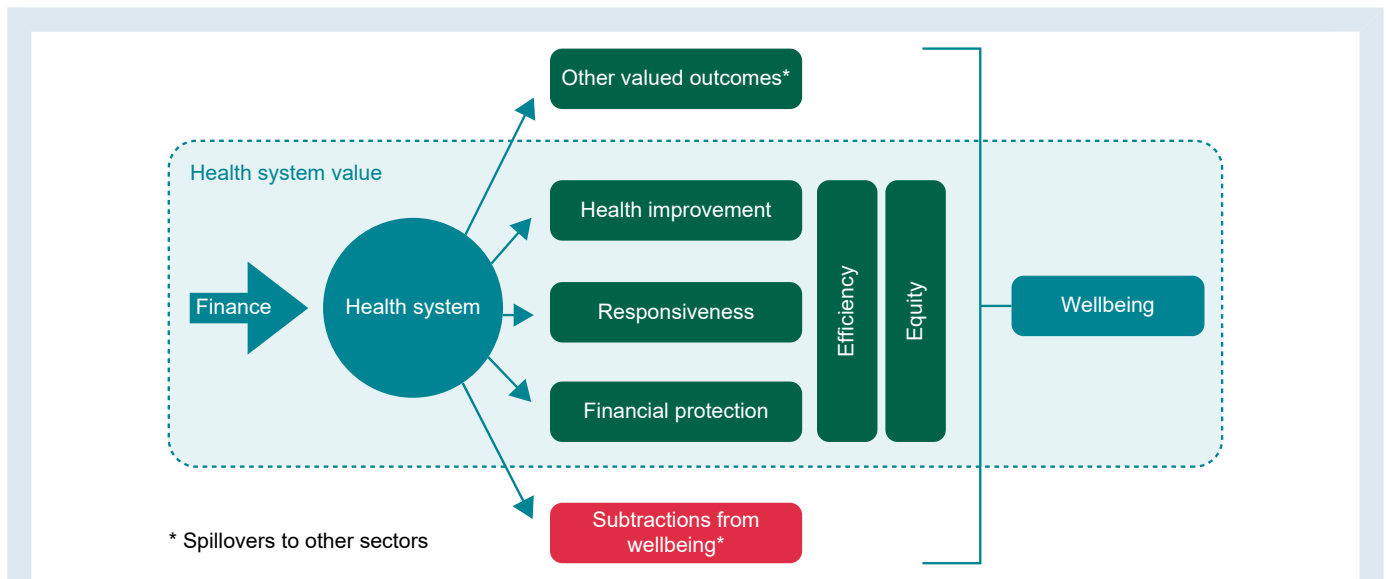 Other valued outcomes*
Health system value
Health improvement
Finance
Health system
Responsiveness
Efficiency
Equity
Wellbeing
Financial protection
Subtractions from
wellbeing*
* Spillovers to other sectors